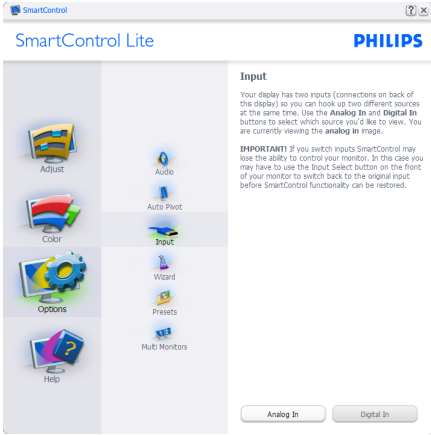 SmartControl
SmartControl Lite
PHILIPS
Adjust
Color
Options
Help
Audio
Auto Pivot
Input
Wizard
Presets
Multi Monitors
Input
Your display has two inputs (connections on back of
this display) so you can hook up two different sources
at the same time. Use the Analog In and Digital In
buttons to select which source you'd like to view. You
are currently viewing the analog in image.
IMPORTANT! If you switch inputs SmartControl may
lose the ability to control your monitor. In this case you
may have to use the Input Select button on the front
of your monitor to switch back to the original input
before SmartControl functionality can be restored.
Analog In
Digital In